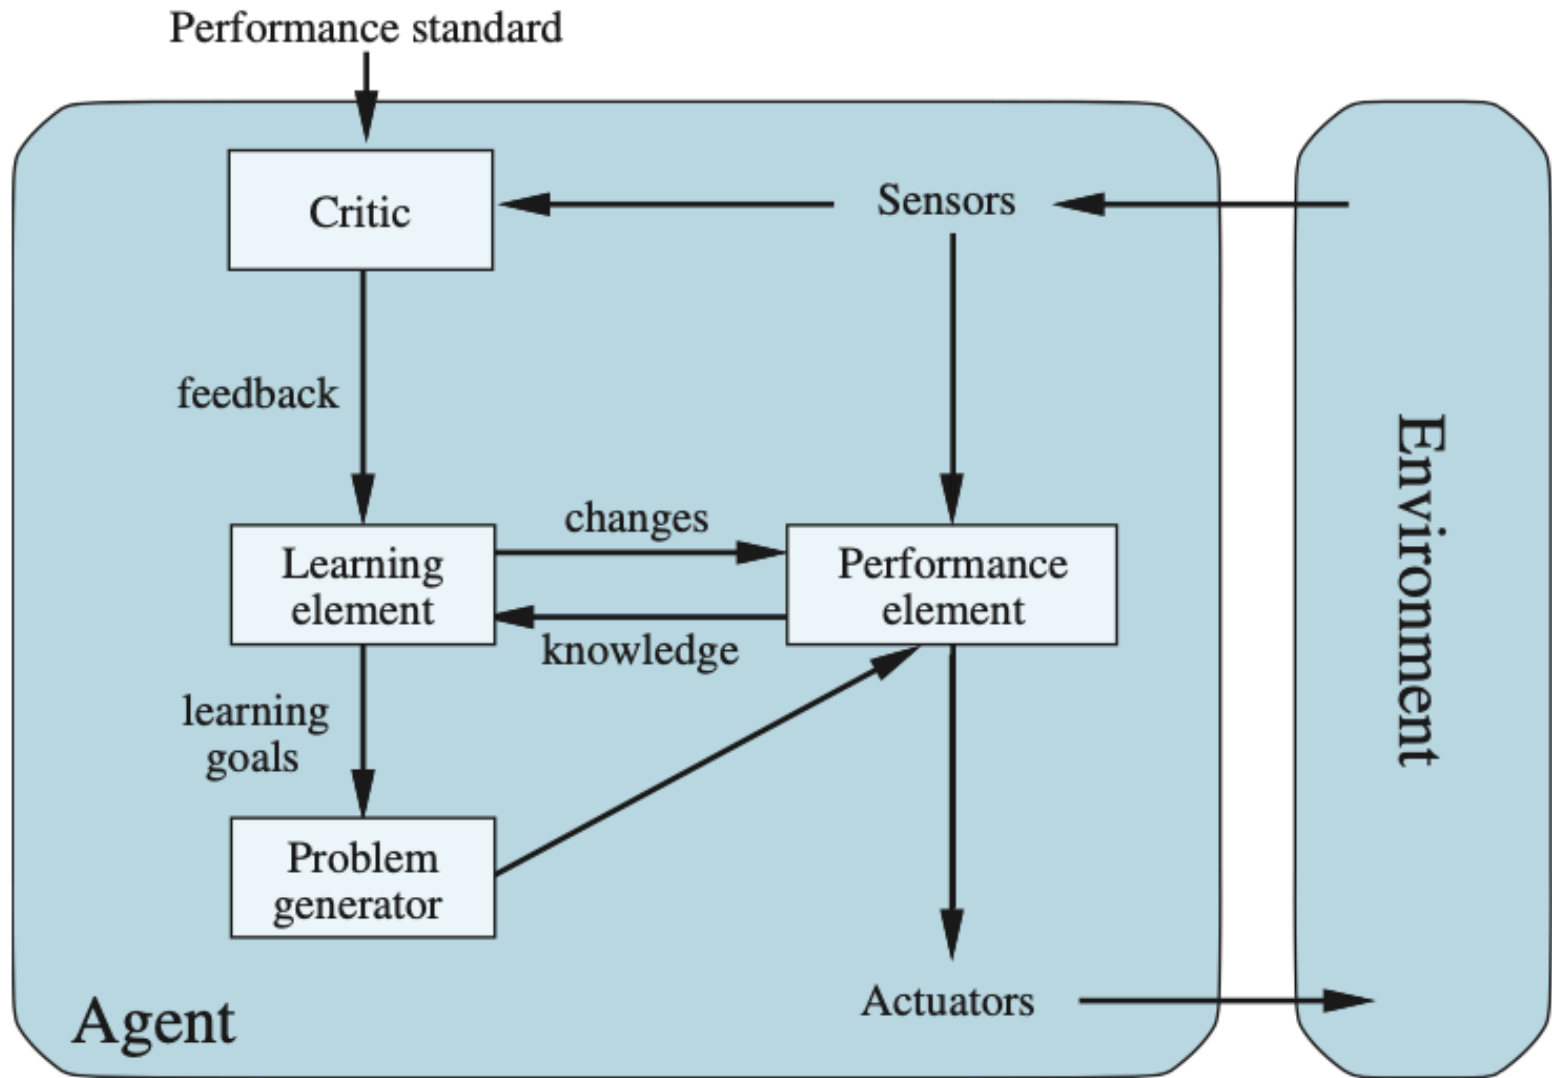 Performance standard
Critic
Sensors
feedback
changes
Learning
element
Performance
element
knowledge
learning
goals
Problem
generator
Actuators
Agent
Environment